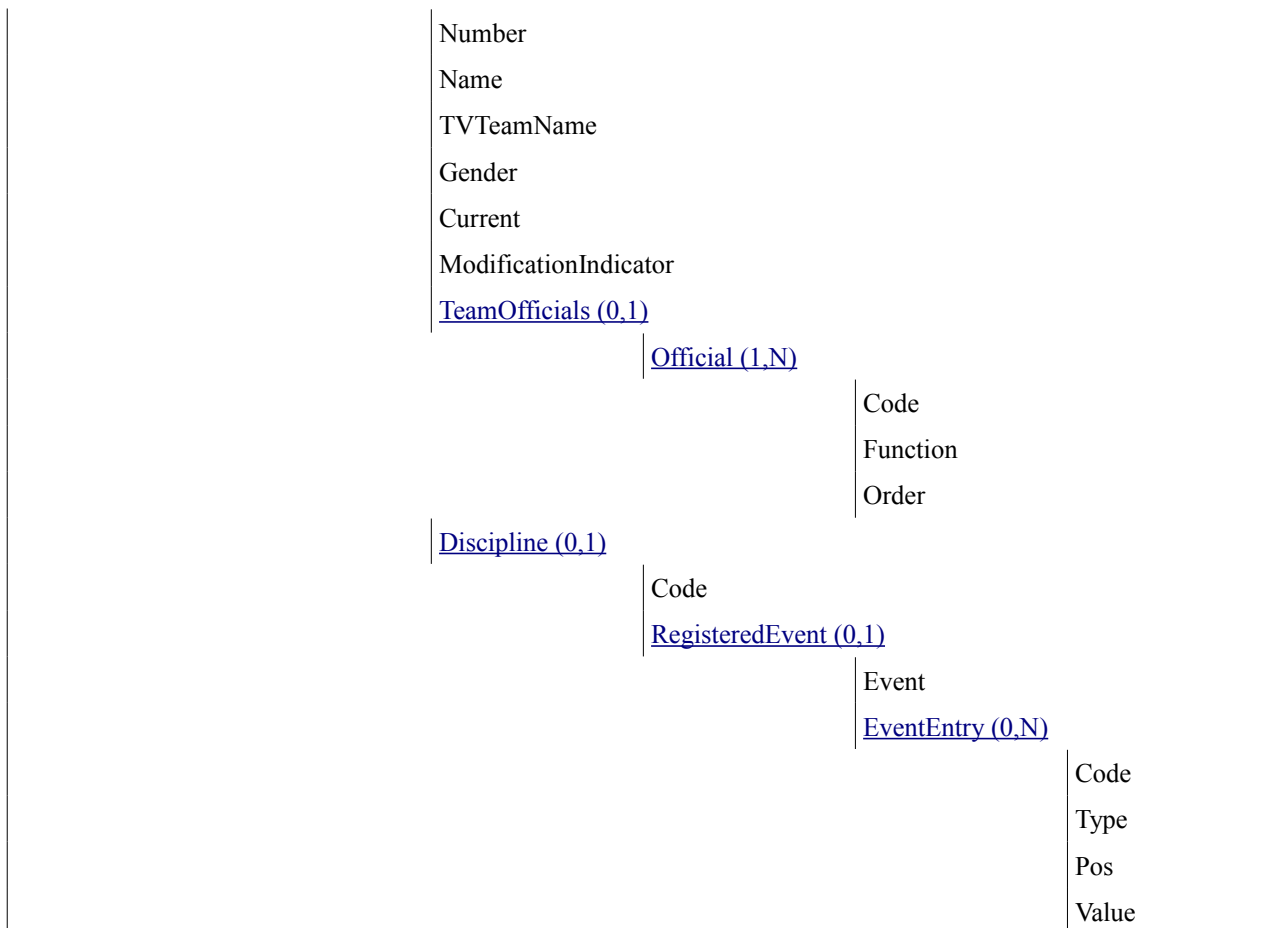 Number
Name
TVTeamName
Gender
Current
ModificationIndicator
TeamOfficials (0,1)
Official (1,N)
Code
Function
Order
Discipline (0,1)
Code
RegisteredEvent (0,1)
Event
EventEntry (0,N)
Code
Type
Pos
Value